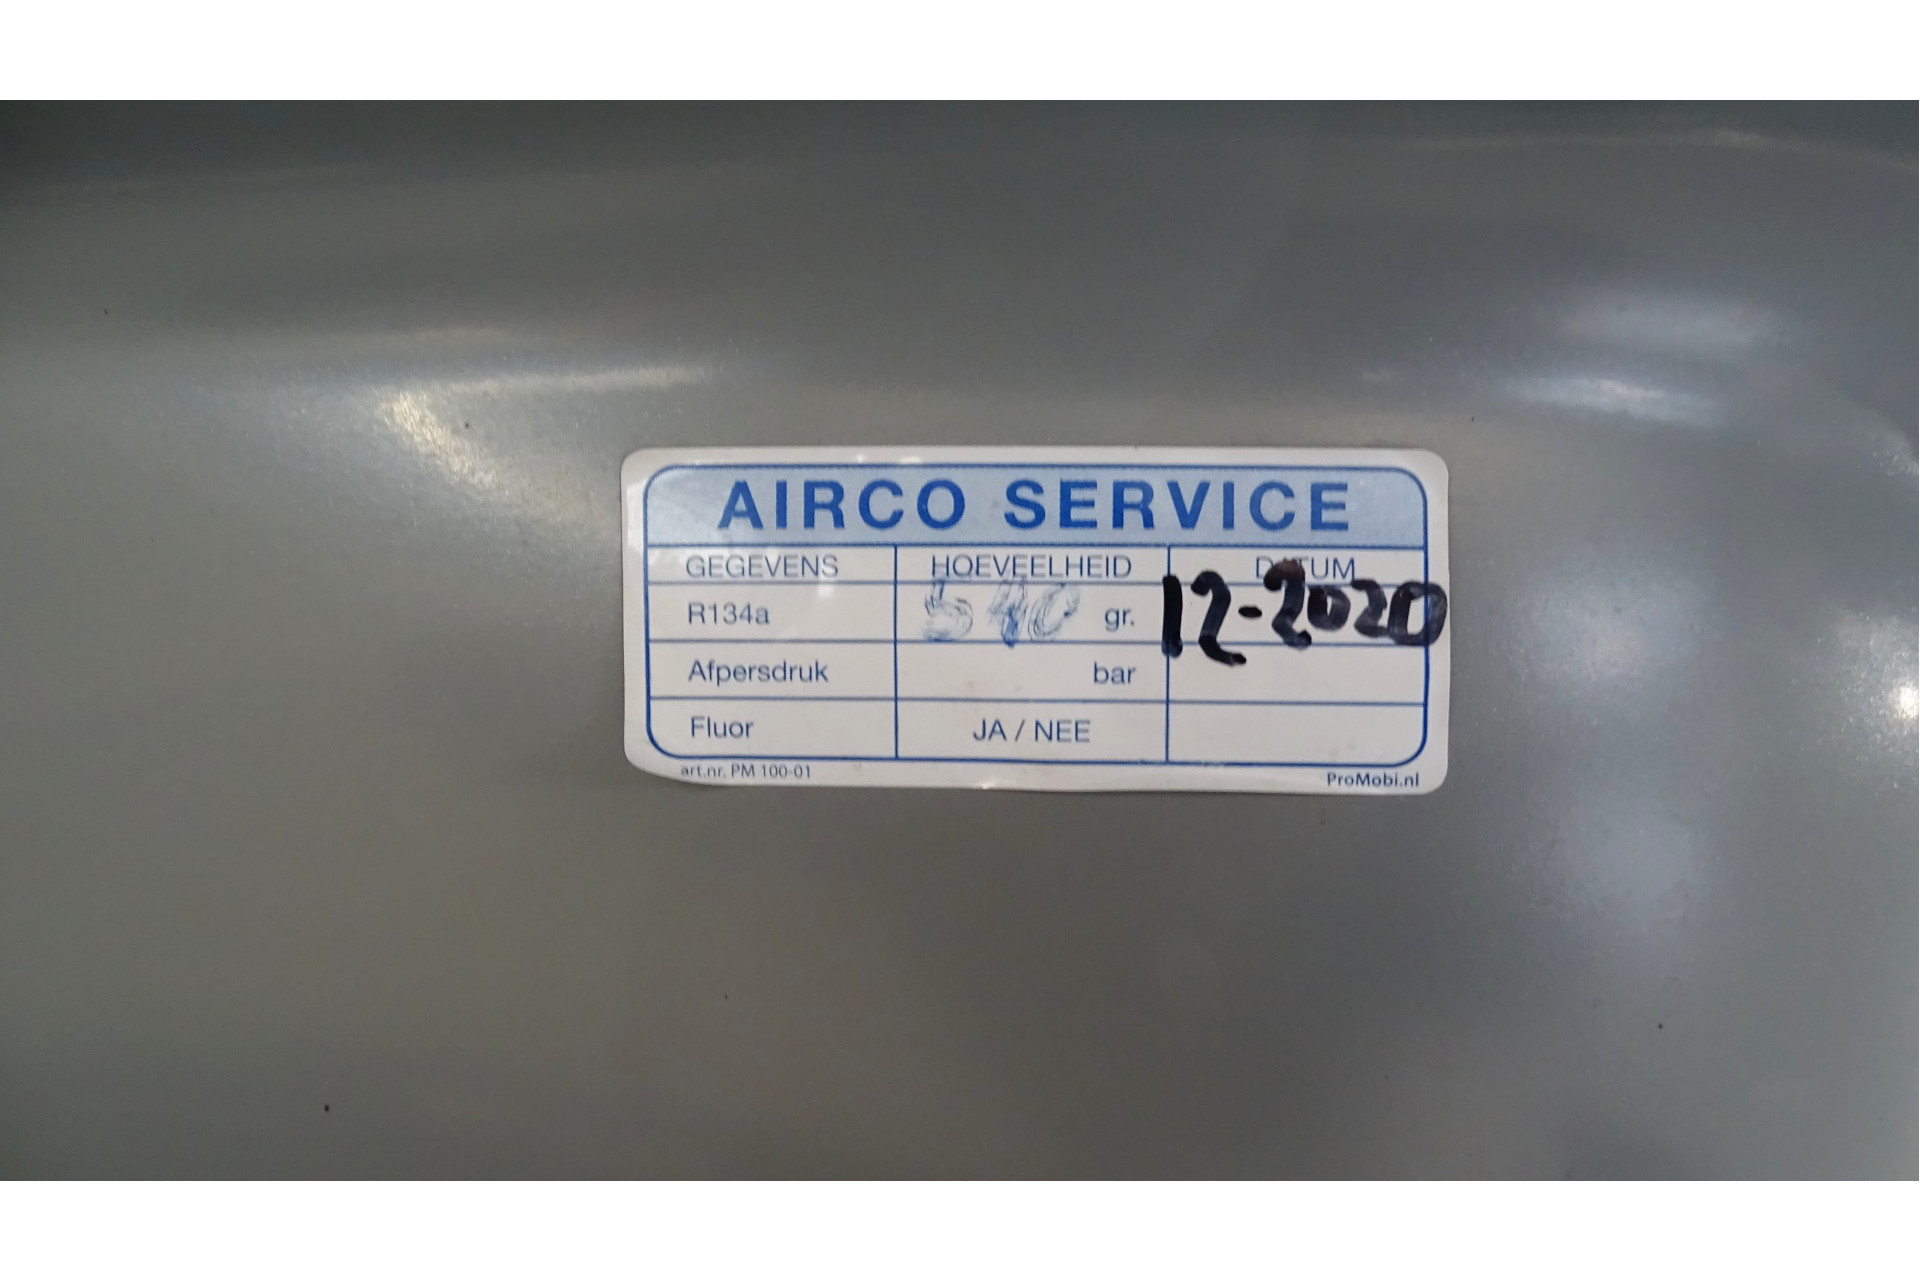 AIRCO SERVICE
GEGEVENS HOEVEELHEID DATUM
R134a 540 gr. 12-2020
Afpersdruk bar
Fluor JA / NEE
art.nr. PM 100-01 ProMobi.nl